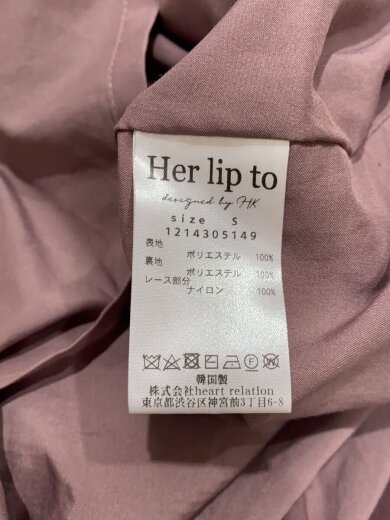 Her lip to
designed by HK
size S
1214305149
表地
ポリエステル 100%
裏地
ポリエステル 100%
レース部分
ナイロン 100%
韓国製
株式会社heart relation
東京都渋谷区神宮前3丁目6-8